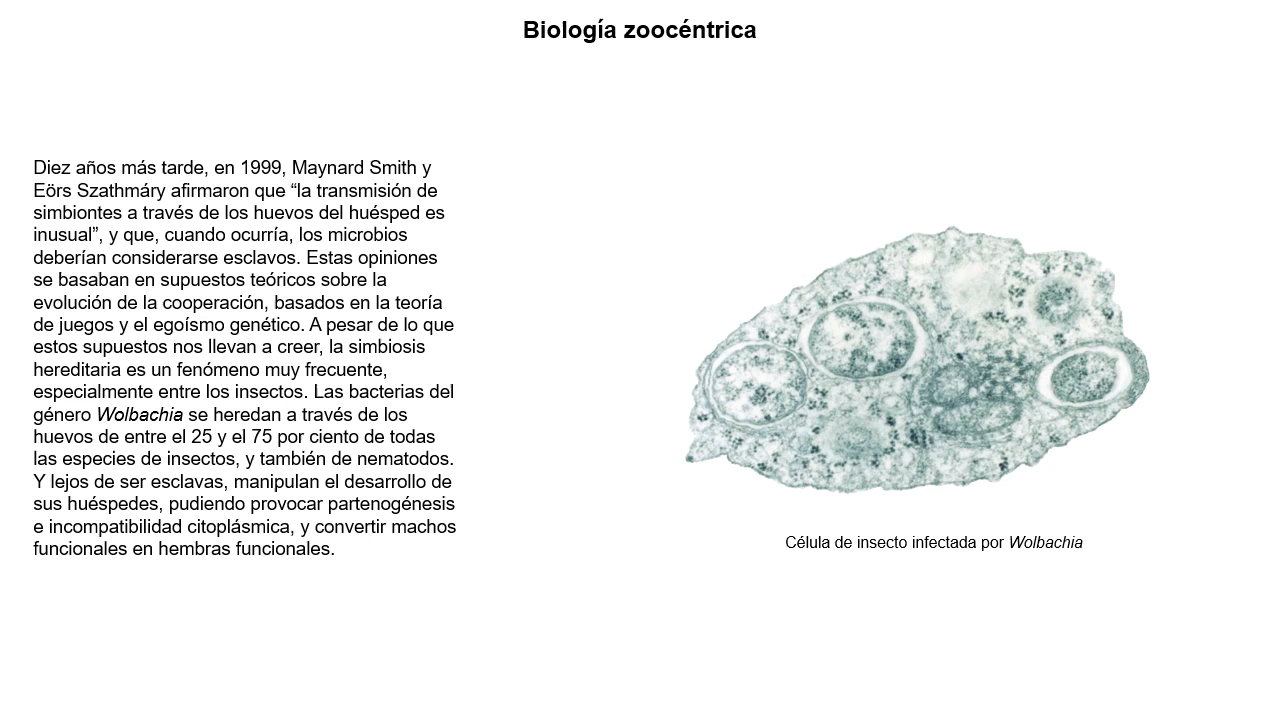 Biología zoocéntrica
Diez años más tarde, en 1999, Maynard Smith y
Eörs Szathmáry afirmaron que “la transmisión de
simbiontes a través de los huevos del huésped es
inusual”, y que, cuando ocurría, los microbios
deberían considerarse esclavos. Estas opiniones
se basaban en supuestos teóricos sobre la
evolución de la cooperación, basados en la teoría
de juegos y el egoísmo genético. A pesar de lo que
estos supuestos nos llevan a creer, la simbiosis
hereditaria es un fenómeno muy frecuente,
especialmente entre los insectos. Las bacterias del
género Wolbachia se heredan a través de los
huevos de entre el 25 y el 75 por ciento de todas
las especies de insectos, y también de nematodos.
Y lejos de ser esclavas, manipulan el desarrollo de
sus huéspedes, pudiendo provocar partenogénesis
e incompatibilidad citoplásmica, y convertir machos
funcionales en hembras funcionales.
Célula de insecto infectada por Wolbachia